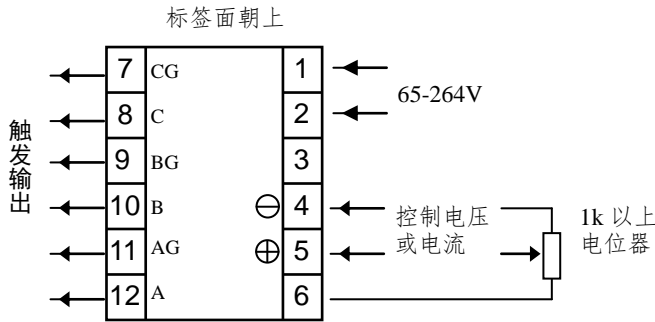 标签面朝上
7 CG 1
8 C 2
65-264V
9 BG 3
10 B ⊖ 4
11 AG ⊕ 5
12 A 6
触发输出
控制电压
或电流
1k 以上
电位器